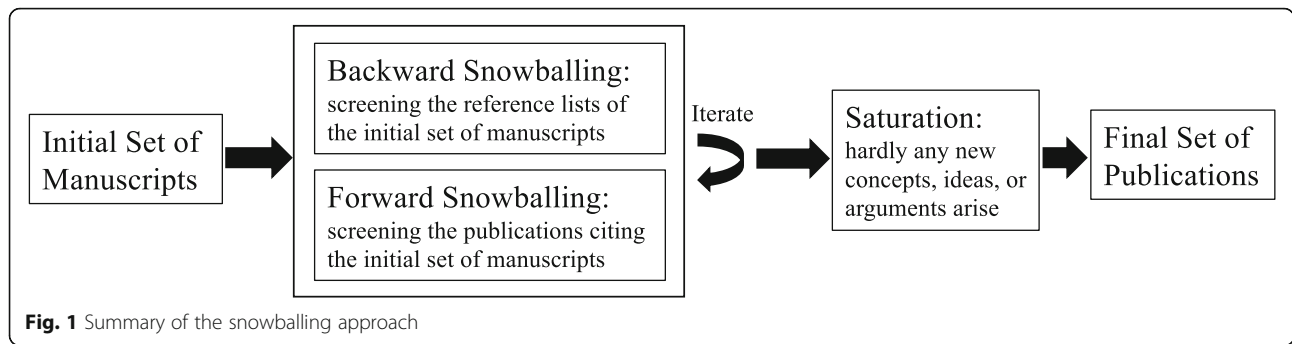 Initial Set of
Manuscripts
Backward Snowballing:
screening the reference lists of
the initial set of manuscripts
Forward Snowballing:
screening the publications citing
the initial set of manuscripts
Iterate
Saturation:
hardly any new
concepts, ideas, or
arguments arise
Final Set of
Publications
Fig. 1 Summary of the snowballing approach